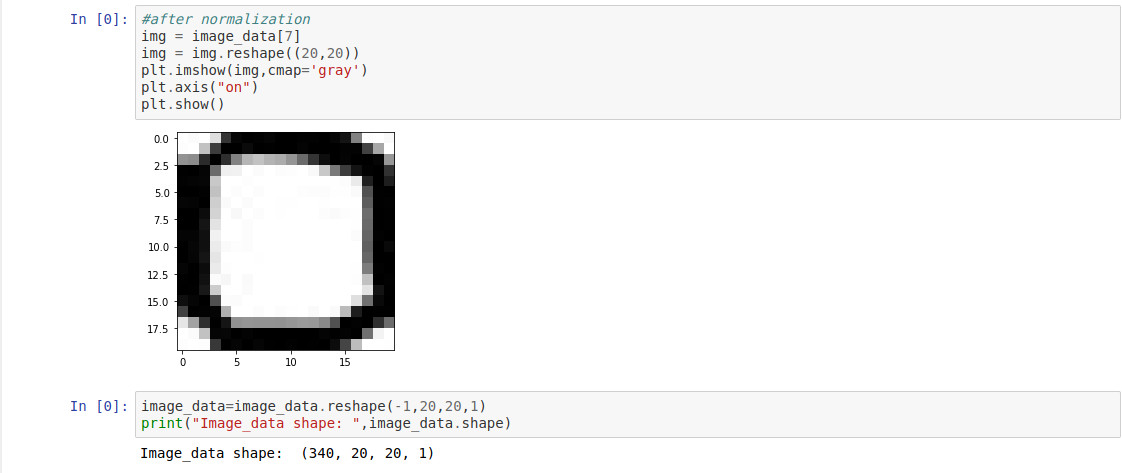 In [0]: #after normalization
img = image_data[7]
img = img.reshape((20,20))
plt.imshow(img,cmap='gray')
plt.axis("on")
plt.show()
0.0
2.5
5.0
7.5
10.0
12.5
15.0
17.5
0 5 10 15
In [0]: image_data=image_data.reshape(-1,20,20,1)
print("Image_data shape: ",image_data.shape)
Image_data shape:  (340, 20, 20, 1)